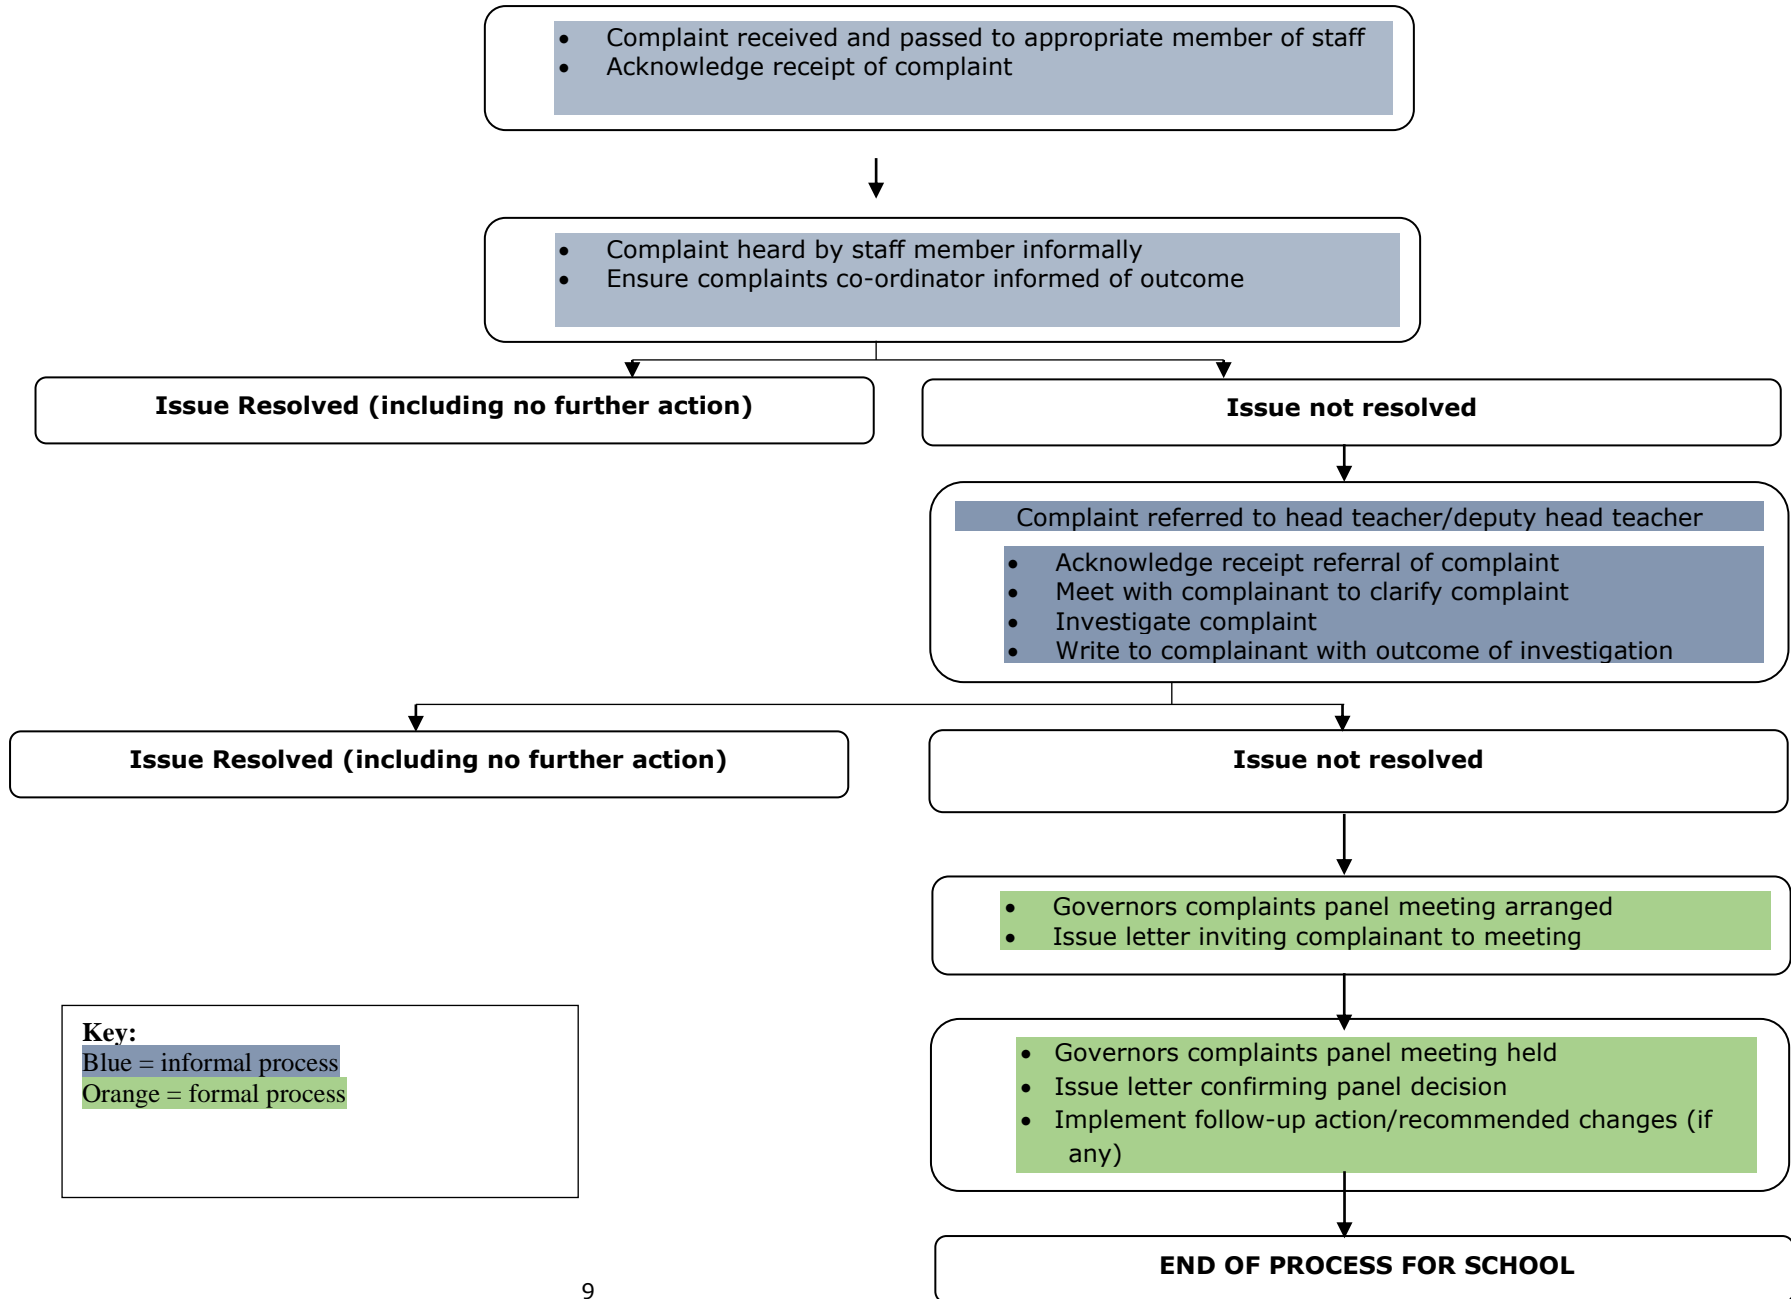 • Complaint received and passed to appropriate member of staff
• Acknowledge receipt of complaint
• Complaint heard by staff member informally
• Ensure complaints co-ordinator informed of outcome
Issue Resolved (including no further action)
Issue not resolved
Complaint referred to head teacher/deputy head teacher
• Acknowledge receipt referral of complaint
• Meet with complainant to clarify complaint
• Investigate complaint
• Write to complainant with outcome of investigation
Issue Resolved (including no further action)
Issue not resolved
• Governors complaints panel meeting arranged
• Issue letter inviting complainant to meeting
Key:
Blue = informal process
Orange = formal process
• Governors complaints panel meeting held
• Issue letter confirming panel decision
• Implement follow-up action/recommended changes (if
any)
END OF PROCESS FOR SCHOOL
9